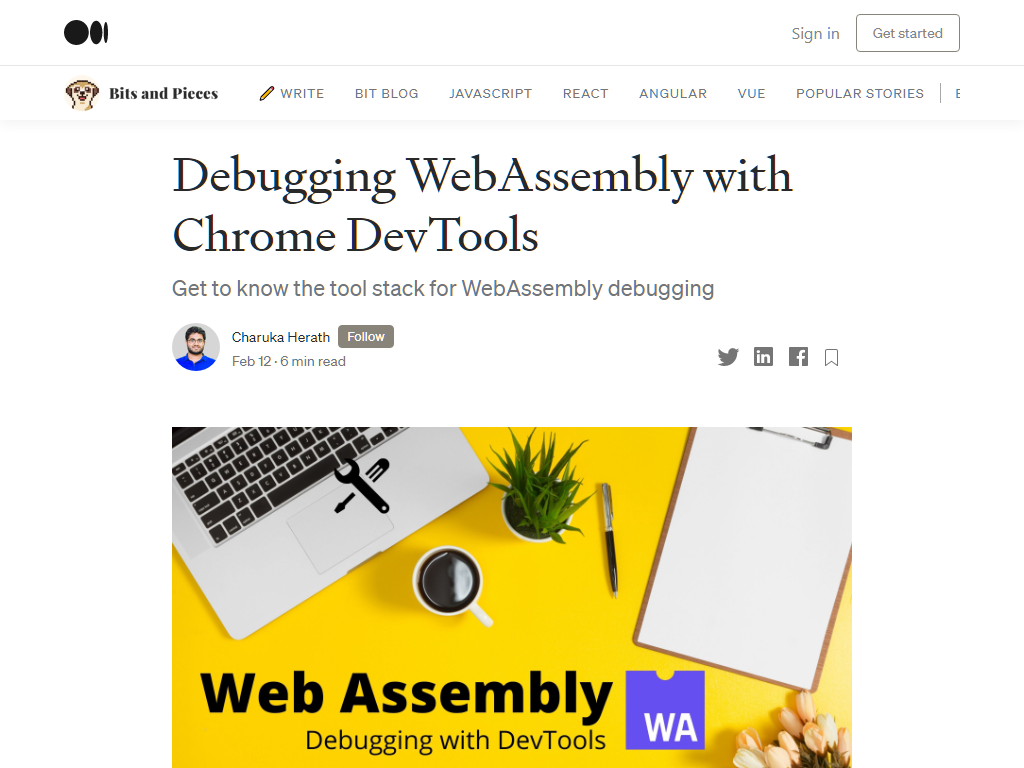 Sign in
Get started
Bits and Pieces
WRITE
BIT BLOG
JAVASCRIPT
REACT
ANGULAR
VUE
POPULAR STORIES
Debugging WebAssembly with
Chrome DevTools
Get to know the tool stack for WebAssembly debugging
Charuka Herath
Follow
Feb 12 · 6 min read
Web Assembly
Debugging with DevTools
WA